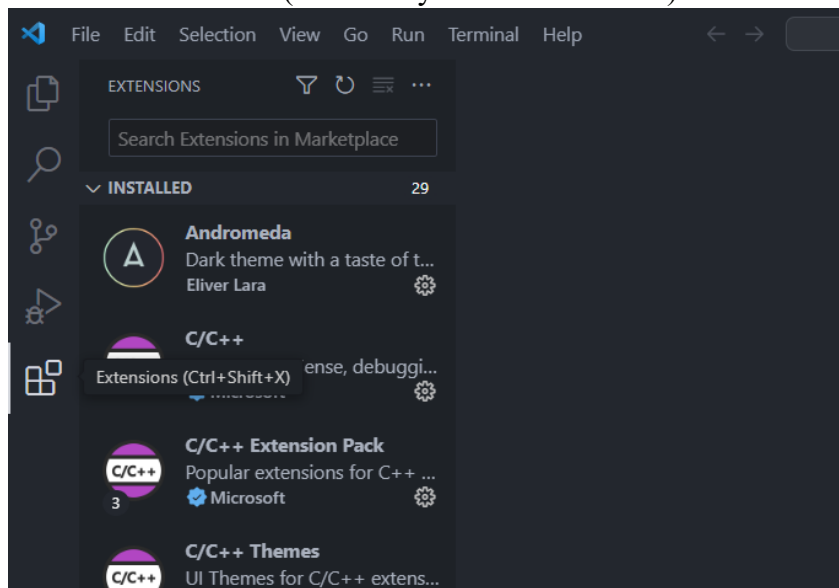 File Edit Selection View Go Run Terminal Help
EXTENSIONS
Search Extensions in Marketplace
INSTALLED 29
Andromeda
Dark theme with a taste of t...
Eliver Lara
C/C++
ense, debuggi...
Extensions (Ctrl+Shift+X)
Microsoft
C/C++ Extension Pack
C/C++ Popular extensions for C++ ...
3 Microsoft
C/C++ Themes
C/C++ UI Themes for C/C++ extens...